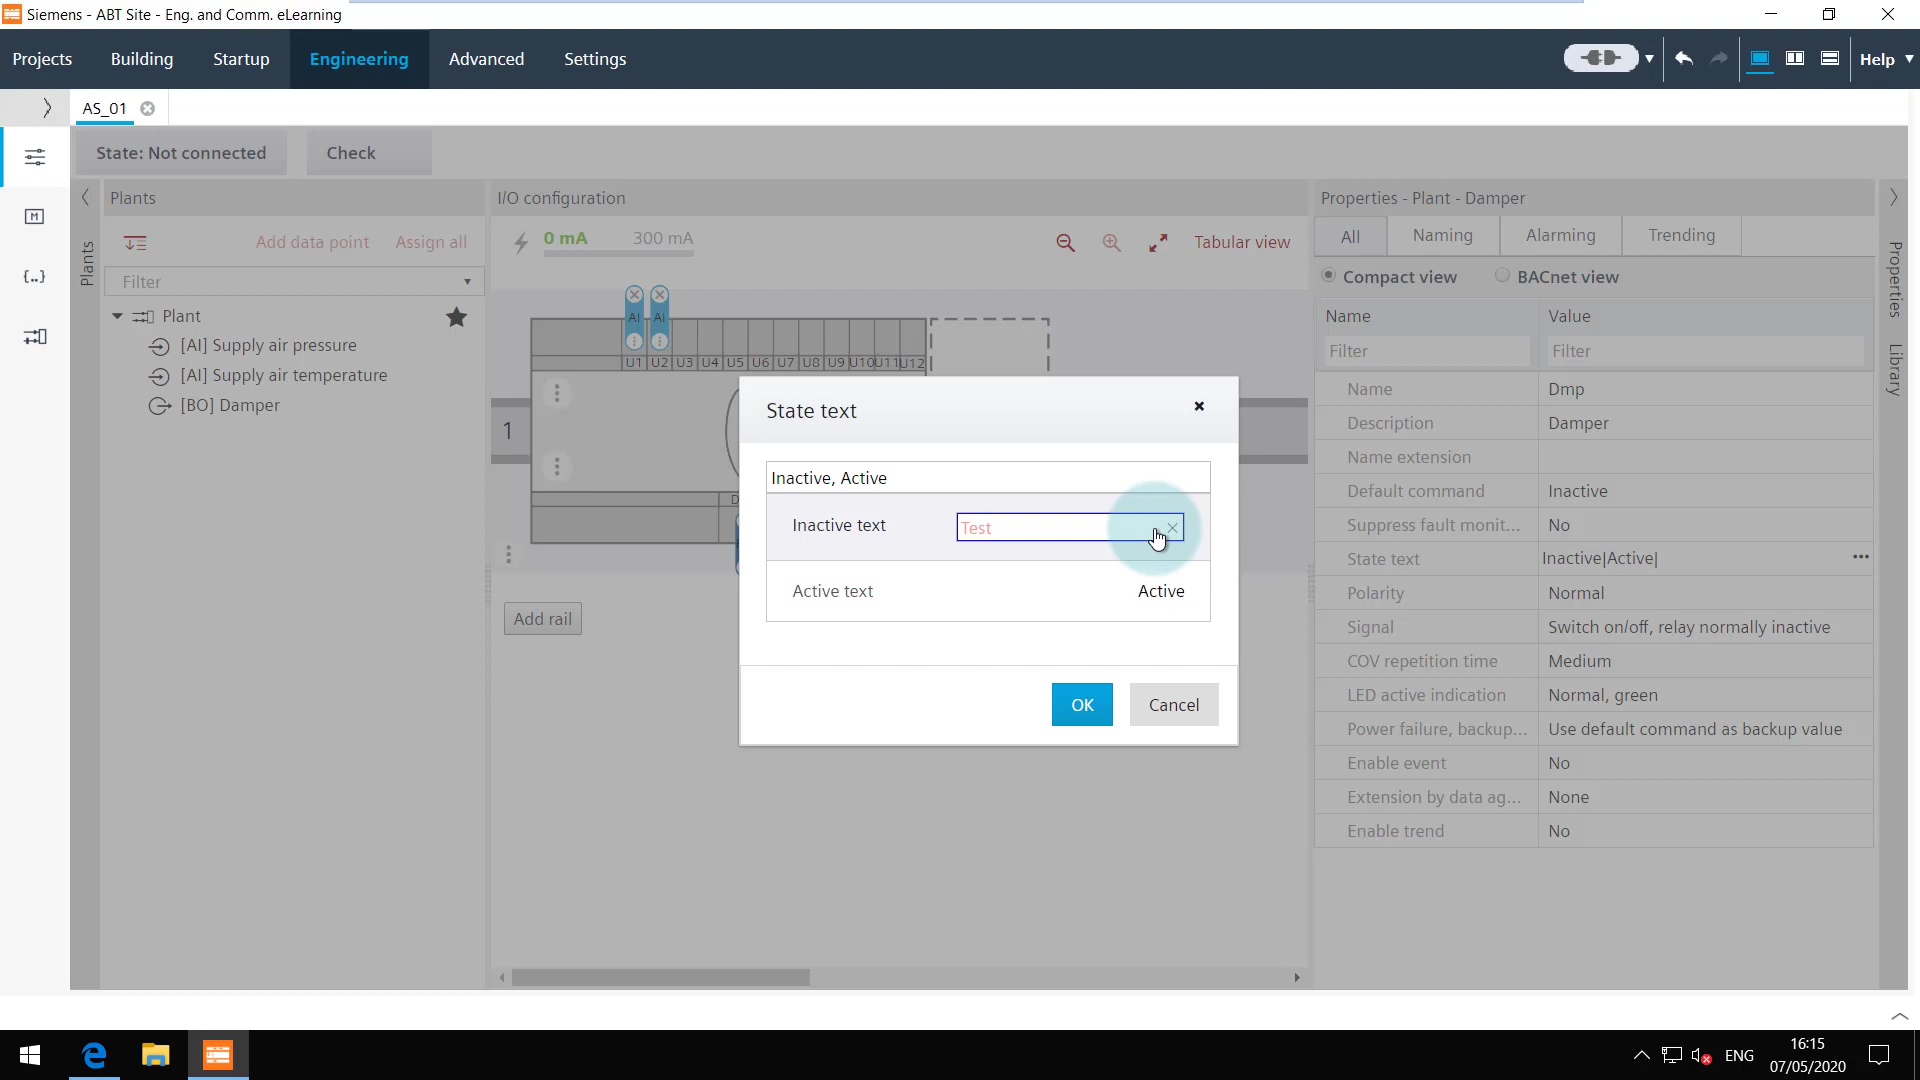 Siemens - ABT Site - Eng. and Comm. eLearning
Projects
Building
Startup
Engineering
Advanced
Settings
Help
AS_01
State: Not connected
Check
Plants
Plants
Add data point
Assign all
Filter
Plant
[AI] Supply air pressure
[AI] Supply air temperature
[BO] Damper
I/O configuration
0 mA
300 mA
Tabular view
AI
AI
U1 U2 U3 U4 U5 U6 U7 U8 U9 U10 U11 U12
1
D
Add rail
State text
Inactive, Active
Inactive text
Test
Active text
Active
OK
Cancel
Properties - Plant - Damper
All
Naming
Alarming
Trending
Compact view
BACnet view
Name Value
Filter Filter
Name Dmp
Description Damper
Name extension
Default command Inactive
Suppress fault monit... No
State text Inactive|Active|
Polarity Normal
Signal Switch on/off, relay normally inactive
COV repetition time Medium
LED active indication Normal, green
Power failure, backup... Use default command as backup value
Enable event No
Extension by data ag... None
Enable trend No
Properties
Library
M
{..}
ENG
16:15
07/05/2020